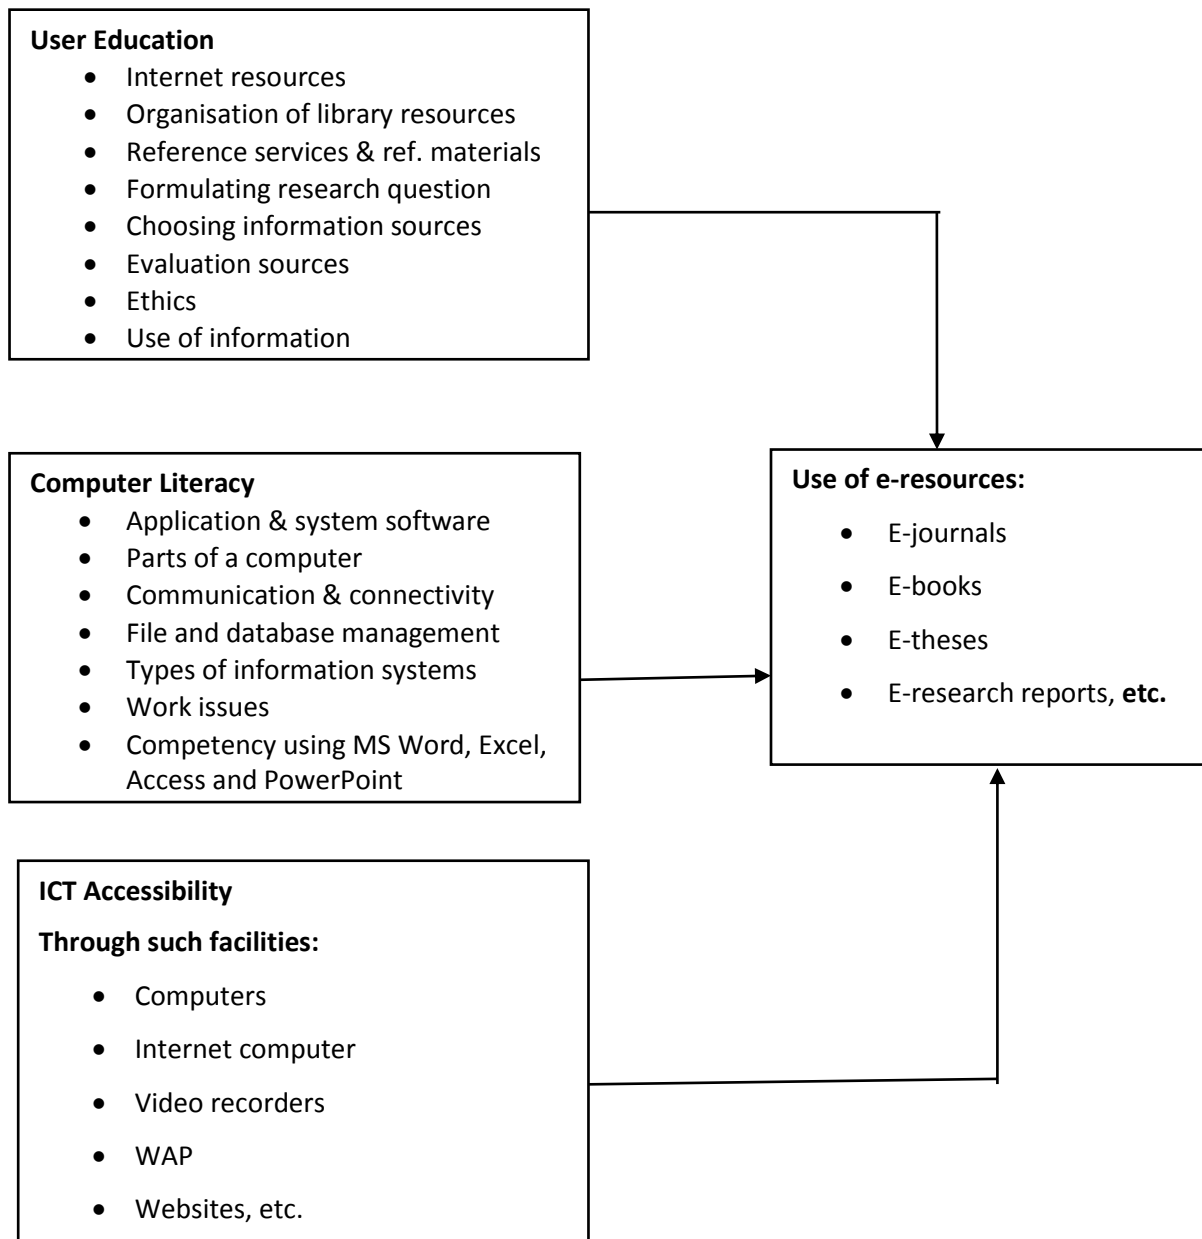 User Education
• Internet resources
• Organisation of library resources
• Reference services & ref. materials
• Formulating research question
• Choosing information sources
• Evaluation sources
• Ethics
• Use of information
Computer Literacy
• Application & system software
• Parts of a computer
• Communication & connectivity
• File and database management
• Types of information systems
• Work issues
• Competency using MS Word, Excel,
Access and PowerPoint
Use of e-resources:
• E-journals
• E-books
• E-theses
• E-research reports, etc.
ICT Accessibility
Through such facilities:
• Computers
• Internet computer
• Video recorders
• WAP
• Websites, etc.